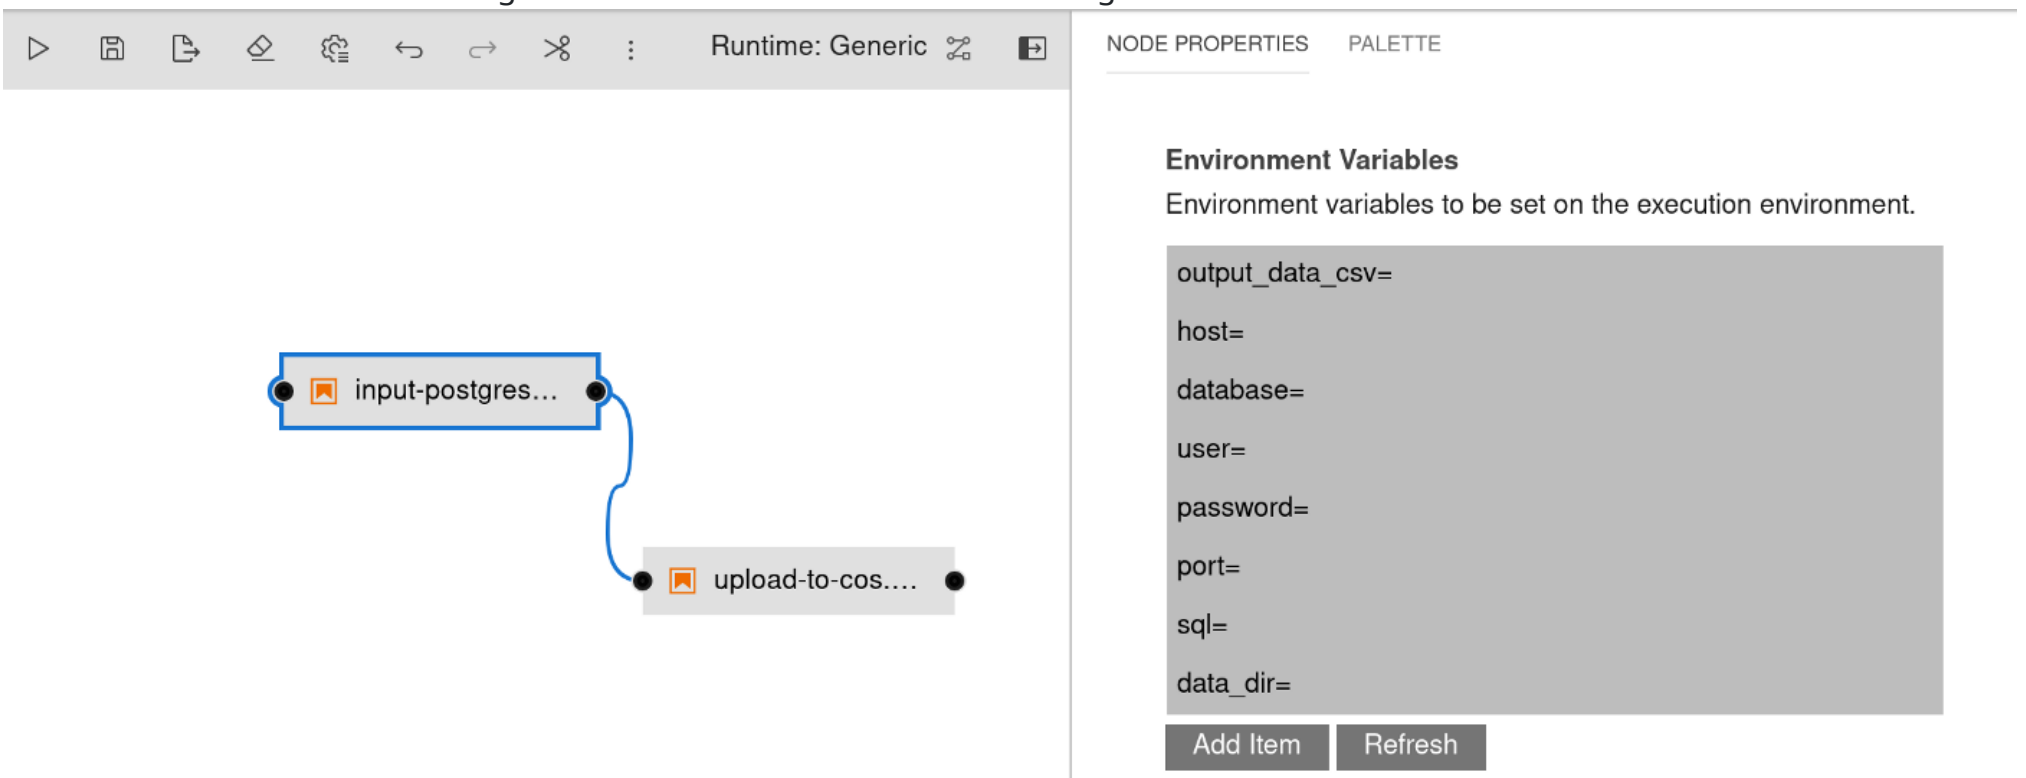 Runtime: Generic
NODE PROPERTIES
PALETTE
Environment Variables
Environment variables to be set on the execution environment.
output_data_csv=
host=
database=
user=
password=
port=
sql=
data_dir=
Add Item
Refresh
input-postgres...
upload-to-cos....